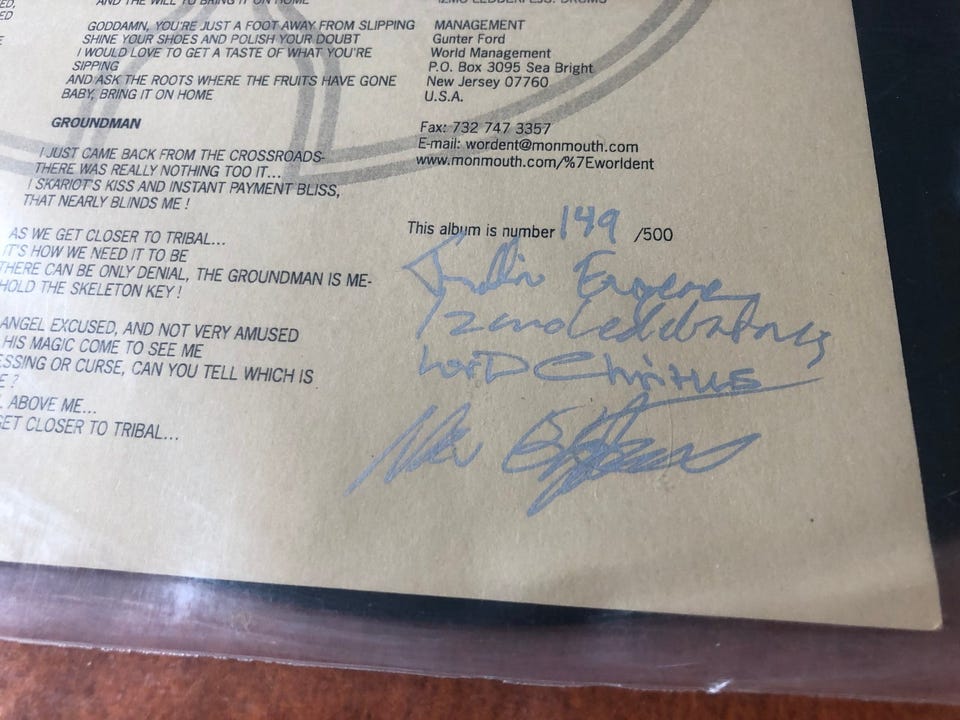 AND THE WILL TO BRING IT ON HOME
GODDAMN, YOU'RE JUST A FOOT AWAY FROM SLIPPING
SHINE YOUR SHOES AND POLISH YOUR DOUBT
I WOULD LOVE TO GET A TASTE OF WHAT YOU'RE
SIPPING
AND ASK THE ROOTS WHERE THE FRUITS HAVE GONE
BABY, BRING IT ON HOME
GROUNDMAN
I JUST CAME BACK FROM THE CROSSROADS-
THERE WAS REALLY NOTHING TOO IT...
I SKARIOT'S KISS AND INSTANT PAYMENT BLISS,
THAT NEARLY BLINDS ME !
AS WE GET CLOSER TO TRIBAL...
IT'S HOW WE NEED IT TO BE
THERE CAN BE ONLY DENIAL, THE GROUNDMAN IS ME-
HOLD THE SKELETON KEY !
ANGEL EXCUSED, AND NOT VERY AMUSED
HIS MAGIC COME TO SEE ME
ESSING OR CURSE, CAN YOU TELL WHICH IS
E ?
ABOVE ME...
GET CLOSER TO TRIBAL...
IZMO LEDDERFEJS: DRUMS
MANAGEMENT
Gunter Ford
World Management
P.O. Box 3095 Sea Bright
New Jersey 07760
U.S.A.
Fax: 732 747 3357
E-mail: wordent@monmouth.com
www.monmouth.com/%7Eworldent
This album is number 149 /500
Eugene
Izmo Ledderfejs
Lord Chritus